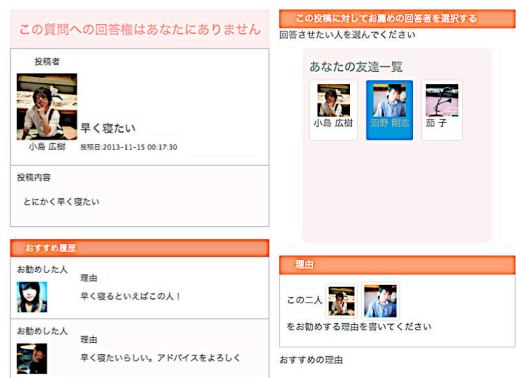 この質問への回答権はあなたにありません
投稿者
早く寝たい
小島 広樹
投稿日:2013-11-15 00:17:30
投稿内容
とにかく早く寝たい
おすすめ履歴
お勧めした人
理由
早く寝るといえばこの人！
お勧めした人
理由
早く寝たいらしい。アドバイスをよろしく
この投稿に対してお薦めの回答者を選択する
回答させたい人を選んでください
あなたの友達一覧
小島 広樹
沼野 剛志
茄 子
理由
この二人
をお勧めする理由を書いてください
おすすめの理由